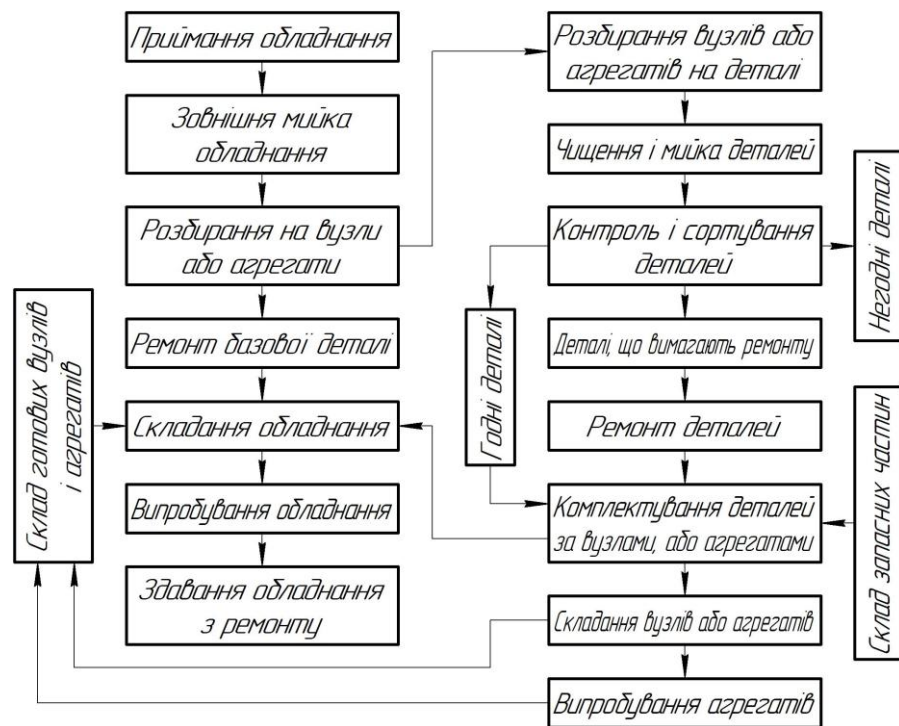 Приймання обладнання
Зовнішня мийка
обладнання
Розбирання на вузли
або агрегати
Ремонт базової деталі
Складання обладнання
Випробування обладнання
Здавання обладнання
з ремонту
Склад готових вузлів
і агрегатів
Розбирання вузлів або
агрегатів на деталі
Чищення і мийка деталей
Контроль і сортування
деталей
Негодні деталі
Годні деталі
Деталі, що вимагають ремонту
Ремонт деталей
Комплектування деталей
за вузлами, або агрегатами
Склад запасних частин
Складання вузлів або агрегатів
Випробування агрегатів